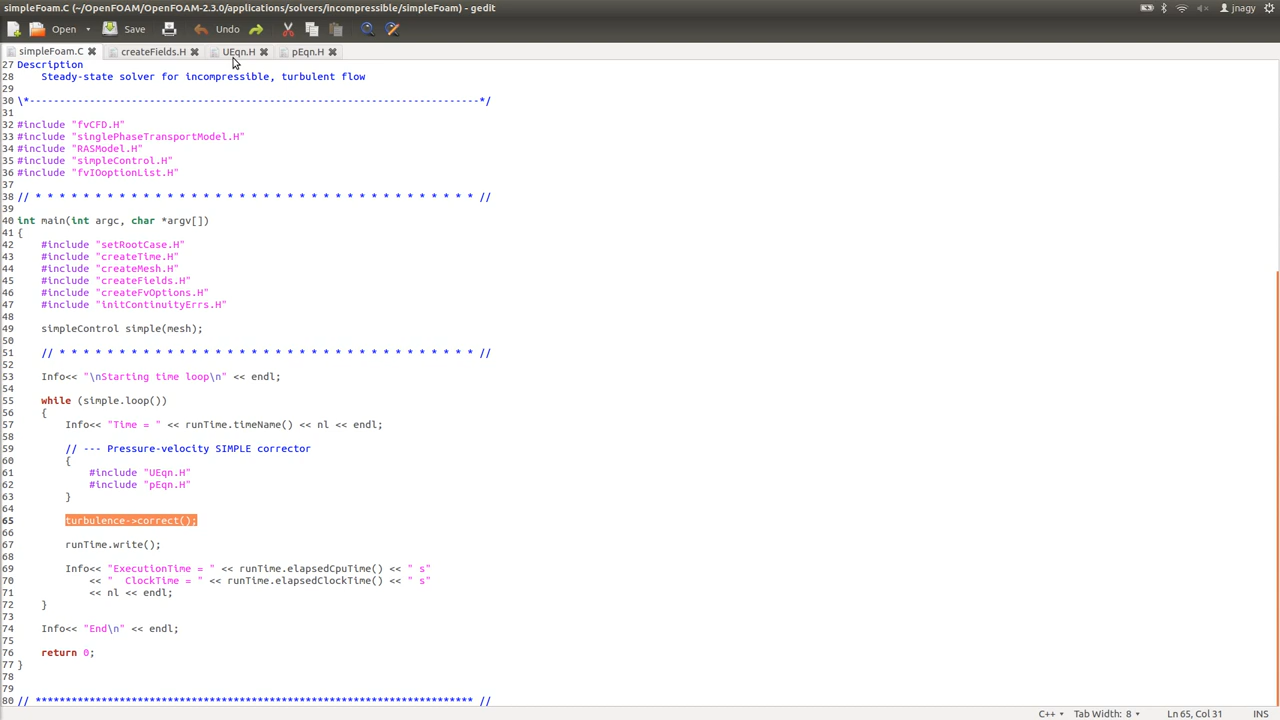 simpleFoam.C (~/OpenFOAM/OpenFOAM-2.3.0/applications/solvers/incompressible/simpleFoam) - gedit
jnagy
Open Save Undo
simpleFoam.C createFields.H UEqn.H pEqn.H
27 Description
28     Steady-state solver for incompressible, turbulent flow
29
30 \*---------------------------------------------------------------------------*/
31
32 #include "fvCFD.H"
33 #include "singlePhaseTransportModel.H"
34 #include "RASModel.H"
35 #include "simpleControl.H"
36 #include "fvIOoptionList.H"
37
38 // * * * * * * * * * * * * * * * * * * * * * * * * * * * * * * * * * * * * * //
39
40 int main(int argc, char *argv[])
41 {
42     #include "setRootCase.H"
43     #include "createTime.H"
44     #include "createMesh.H"
45     #include "createFields.H"
46     #include "createFvOptions.H"
47     #include "initContinuityErrs.H"
48
49     simpleControl simple(mesh);
50
51     // * * * * * * * * * * * * * * * * * * * * * * * * * * * * * * * * * * * //
52
53     Info<< "\nStarting time loop\n" << endl;
54
55     while (simple.loop())
56     {
57         Info<< "Time = " << runTime.timeName() << nl << endl;
58
59         // --- Pressure-velocity SIMPLE corrector
60         {
61             #include "UEqn.H"
62             #include "pEqn.H"
63         }
64
65         turbulence->correct();
66
67         runTime.write();
68
69         Info<< "ExecutionTime = " << runTime.elapsedCpuTime() << " s"
70             << "  ClockTime = " << runTime.elapsedClockTime() << " s"
71             << nl << endl;
72     }
73
74     Info<< "End\n" << endl;
75
76     return 0;
77 }
78
79
80 // ************************************************************************* //
C++ Tab Width: 8 Ln 65, Col 31 INS